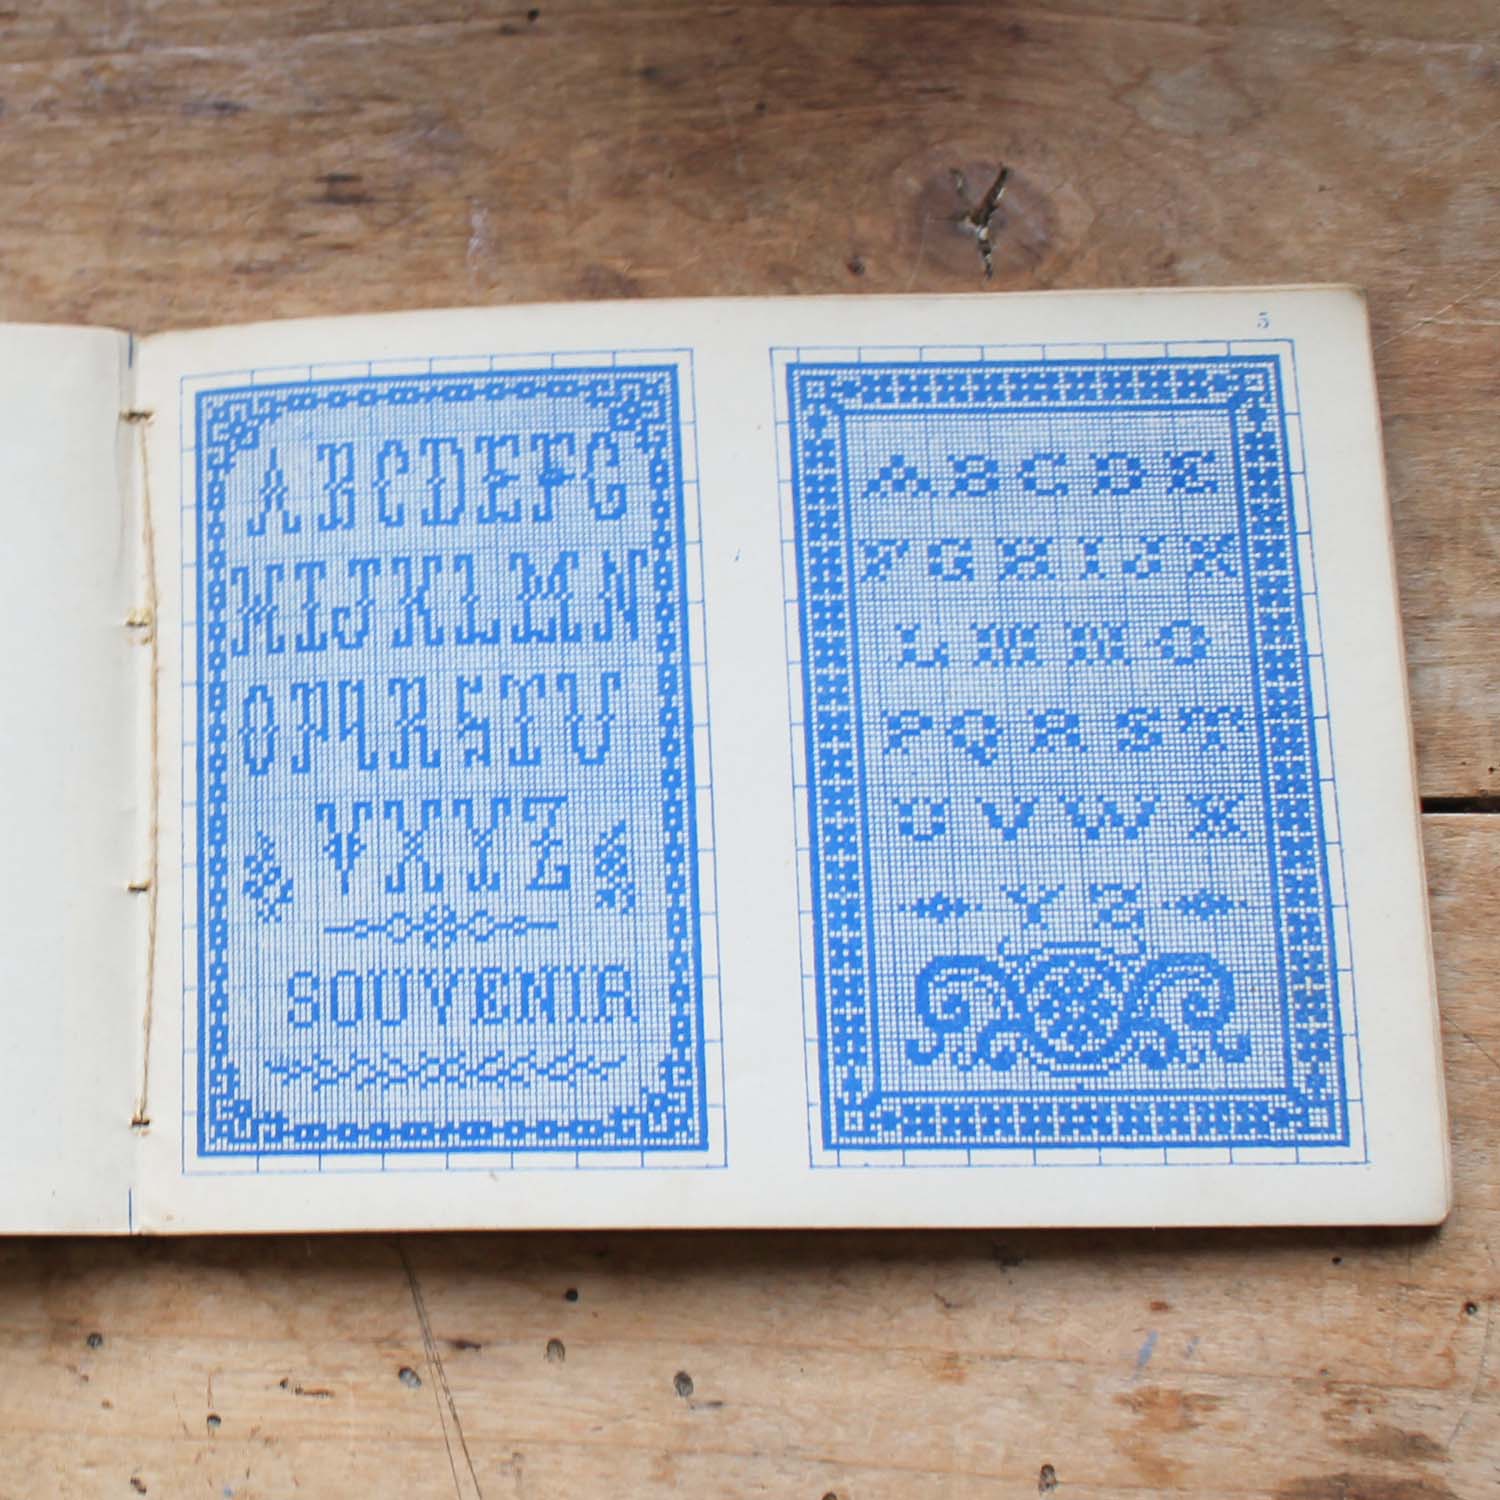 5
ABCDEFG
HIJKLMN
OPQRSTU
VXYZ
SOUVENIR
ABCDE
FGHIJK
LMNO
PQRST
UVWX
YZ